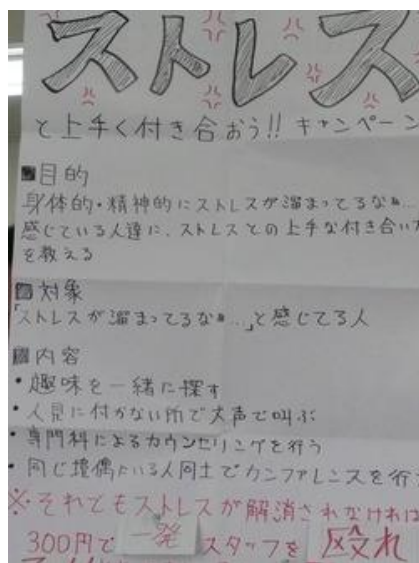 ストレス
と上手く付き合おう!! キャンペーン
■目的
身体的・精神的にストレスが溜まってるなぁ...
感じている人達に、ストレスとの上手な付き合い方
を教える
■対象
「ストレスが溜まってるなぁ...」と感じてる人
■内容
・趣味を一緒に探す
・人見に付かない所で大声で叫ぶ
・専門科によるカウンセリングを行う
・同じ境偶にいる人同士でカンファレンスを行う
※それでもストレスが解消されなければ
300円で 一発 スタッフを 殴れ